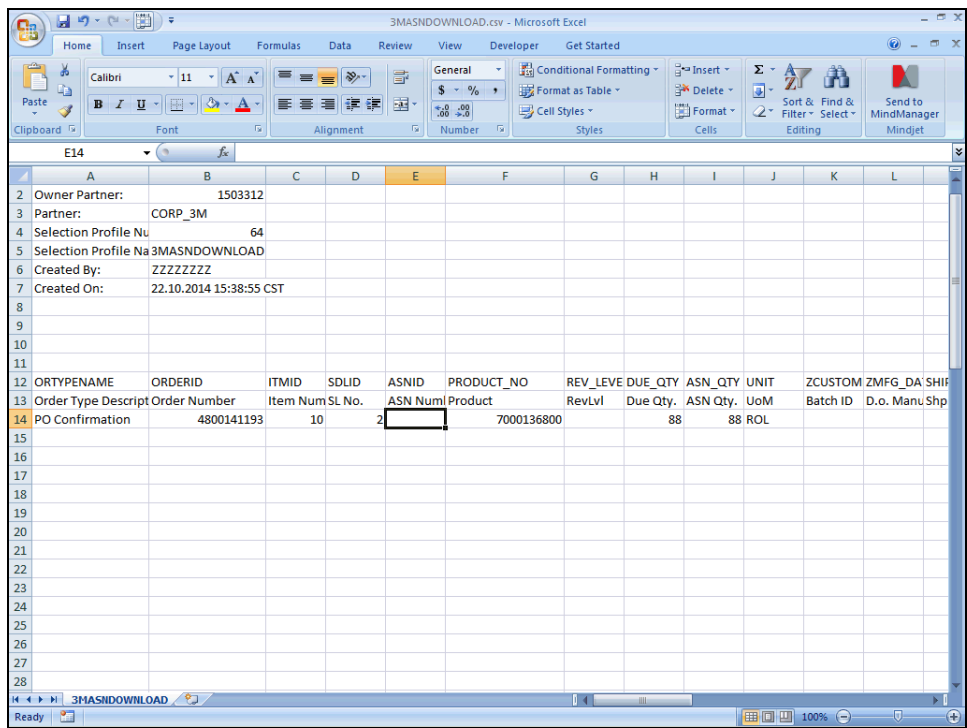 3MASNDOWNLOAD.csv - Microsoft Excel
Home Insert Page Layout Formulas Data Review View Developer Get Started
Paste
Clipboard
Calibri 11 A A
B I U A
Font
Alignment
General
$ % ,
.0 .00 .00 .0
Number
Conditional Formatting
Format as Table
Cell Styles
Styles
Insert
Delete
Format
Cells
Σ
Sort & Filter
Find & Select
Editing
Send to MindManager
Mindjet
E14 fx
A B C D E F G H I J K L
2 Owner Partner: 1503312
3 Partner: CORP_3M
4 Selection Profile Nu 64
5 Selection Profile Na 3MASNDOWNLOAD
6 Created By: ZZZZZZZZ
7 Created On: 22.10.2014 15:38:55 CST
8
9
10
11
12 ORTYPENAME ORDERID ITMID SDLID ASNID PRODUCT_NO REV_LEVE DUE_QTY ASN_QTY UNIT ZCUSTOM ZMFG_DA SHIP
13 Order Type Descript Order Number Item Num SL No. ASN Numl Product RevLvl Due Qty. ASN Qty. UoM Batch ID D.o. Manu Shp
14 PO Confirmation 4800141193 10 2 7000136800 88 88 ROL
15
16
17
18
19
20
21
22
23
24
25
26
27
28
3MASNDOWNLOAD
Ready 100%